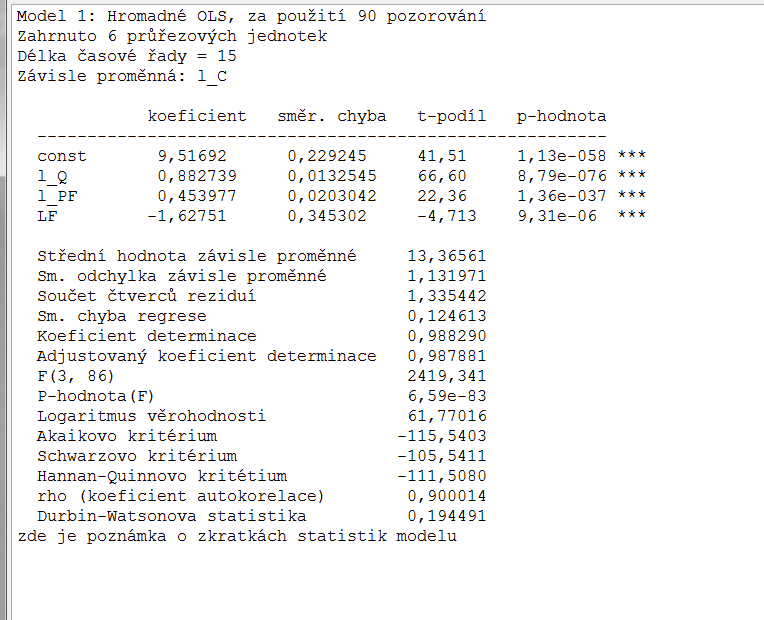 Model 1: Hromadné OLS, za použití 90 pozorování
Zahrnuto 6 průřezových jednotek
Délka časové řady = 15
Závisle proměnná: l_C
koeficient směr. chyba t-podíl p-hodnota
---------------------------------------------------------
const 9,51692 0,229245 41,51 1,13e-058 ***
l_Q 0,882739 0,0132545 66,60 8,79e-076 ***
l_PF 0,453977 0,0203042 22,36 1,36e-037 ***
LF -1,62751 0,345302 -4,713 9,31e-06 ***
Střední hodnota závisle proměnné 13,36561
Sm. odchylka závisle proměnné 1,131971
Součet čtverců reziduí 1,335442
Sm. chyba regrese 0,124613
Koeficient determinace 0,988290
Adjustovaný koeficient determinace 0,987881
F(3, 86) 2419,341
P-hodnota(F) 6,59e-83
Logaritmus věrohodnosti 61,77016
Akaikovo kritérium -115,5403
Schwarzovo kritérium -105,5411
Hannan-Quinnovo kritétium -111,5080
rho (koeficient autokorelace) 0,900014
Durbin-Watsonova statistika 0,194491
zde je poznámka o zkratkách statistik modelu